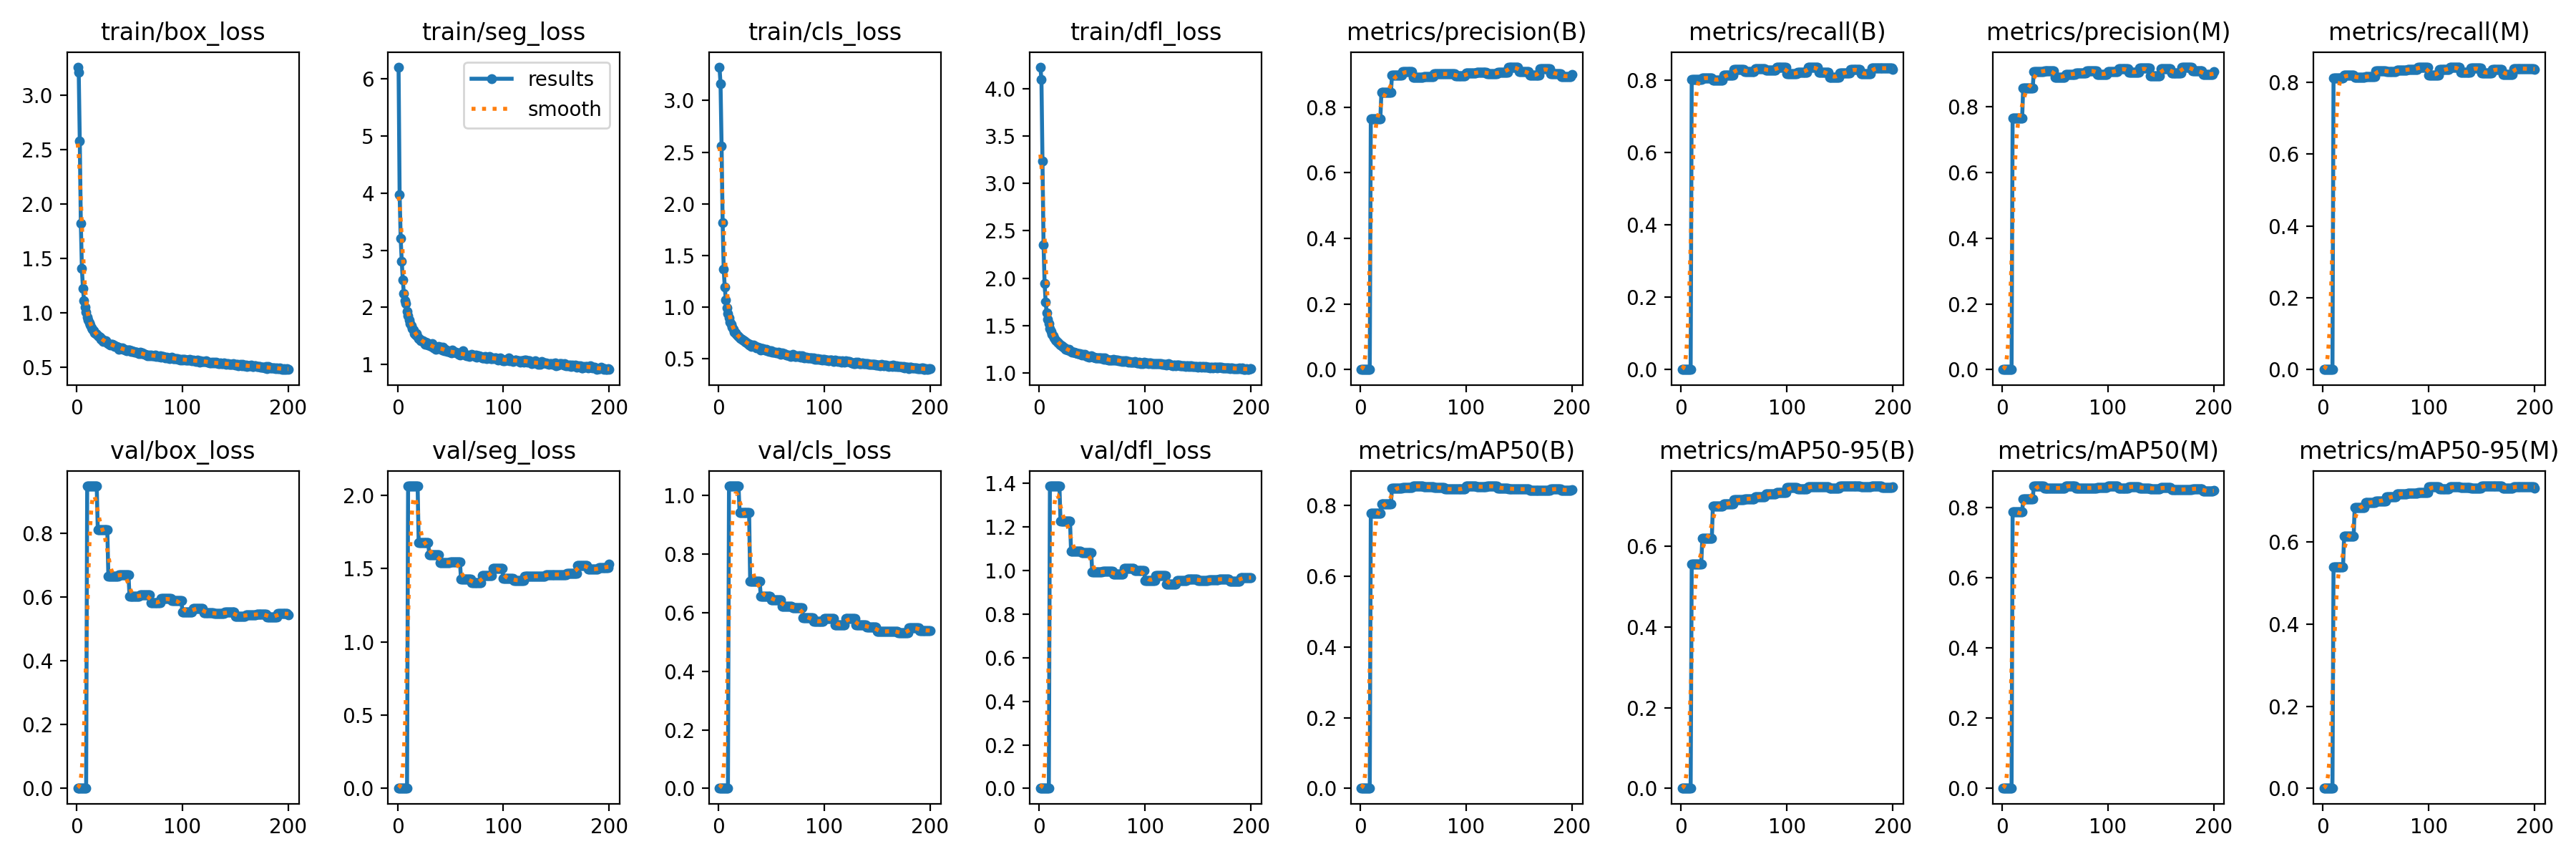 train/box_loss
train/seg_loss
train/cls_loss
train/dfl_loss
metrics/precision(B)
metrics/recall(B)
metrics/precision(M)
metrics/recall(M)
results
smooth
3.0
2.5
2.0
1.5
1.0
0.5
0 100 200
6
5
4
3
2
1
0 100 200
3.0
2.5
2.0
1.5
1.0
0.5
0 100 200
4.0
3.5
3.0
2.5
2.0
1.5
1.0
0 100 200
0.8
0.6
0.4
0.2
0.0
0 100 200
0.8
0.6
0.4
0.2
0.0
0 100 200
0.8
0.6
0.4
0.2
0.0
0 100 200
0.8
0.6
0.4
0.2
0.0
0 100 200
val/box_loss
val/seg_loss
val/cls_loss
val/dfl_loss
metrics/mAP50(B)
metrics/mAP50-95(B)
metrics/mAP50(M)
metrics/mAP50-95(M)
0.8
0.6
0.4
0.2
0.0
0 100 200
2.0
1.5
1.0
0.5
0.0
0 100 200
1.0
0.8
0.6
0.4
0.2
0.0
0 100 200
1.4
1.2
1.0
0.8
0.6
0.4
0.2
0.0
0 100 200
0.8
0.6
0.4
0.2
0.0
0 100 200
0.6
0.4
0.2
0.0
0 100 200
0.8
0.6
0.4
0.2
0.0
0 100 200
0.6
0.4
0.2
0.0
0 100 200